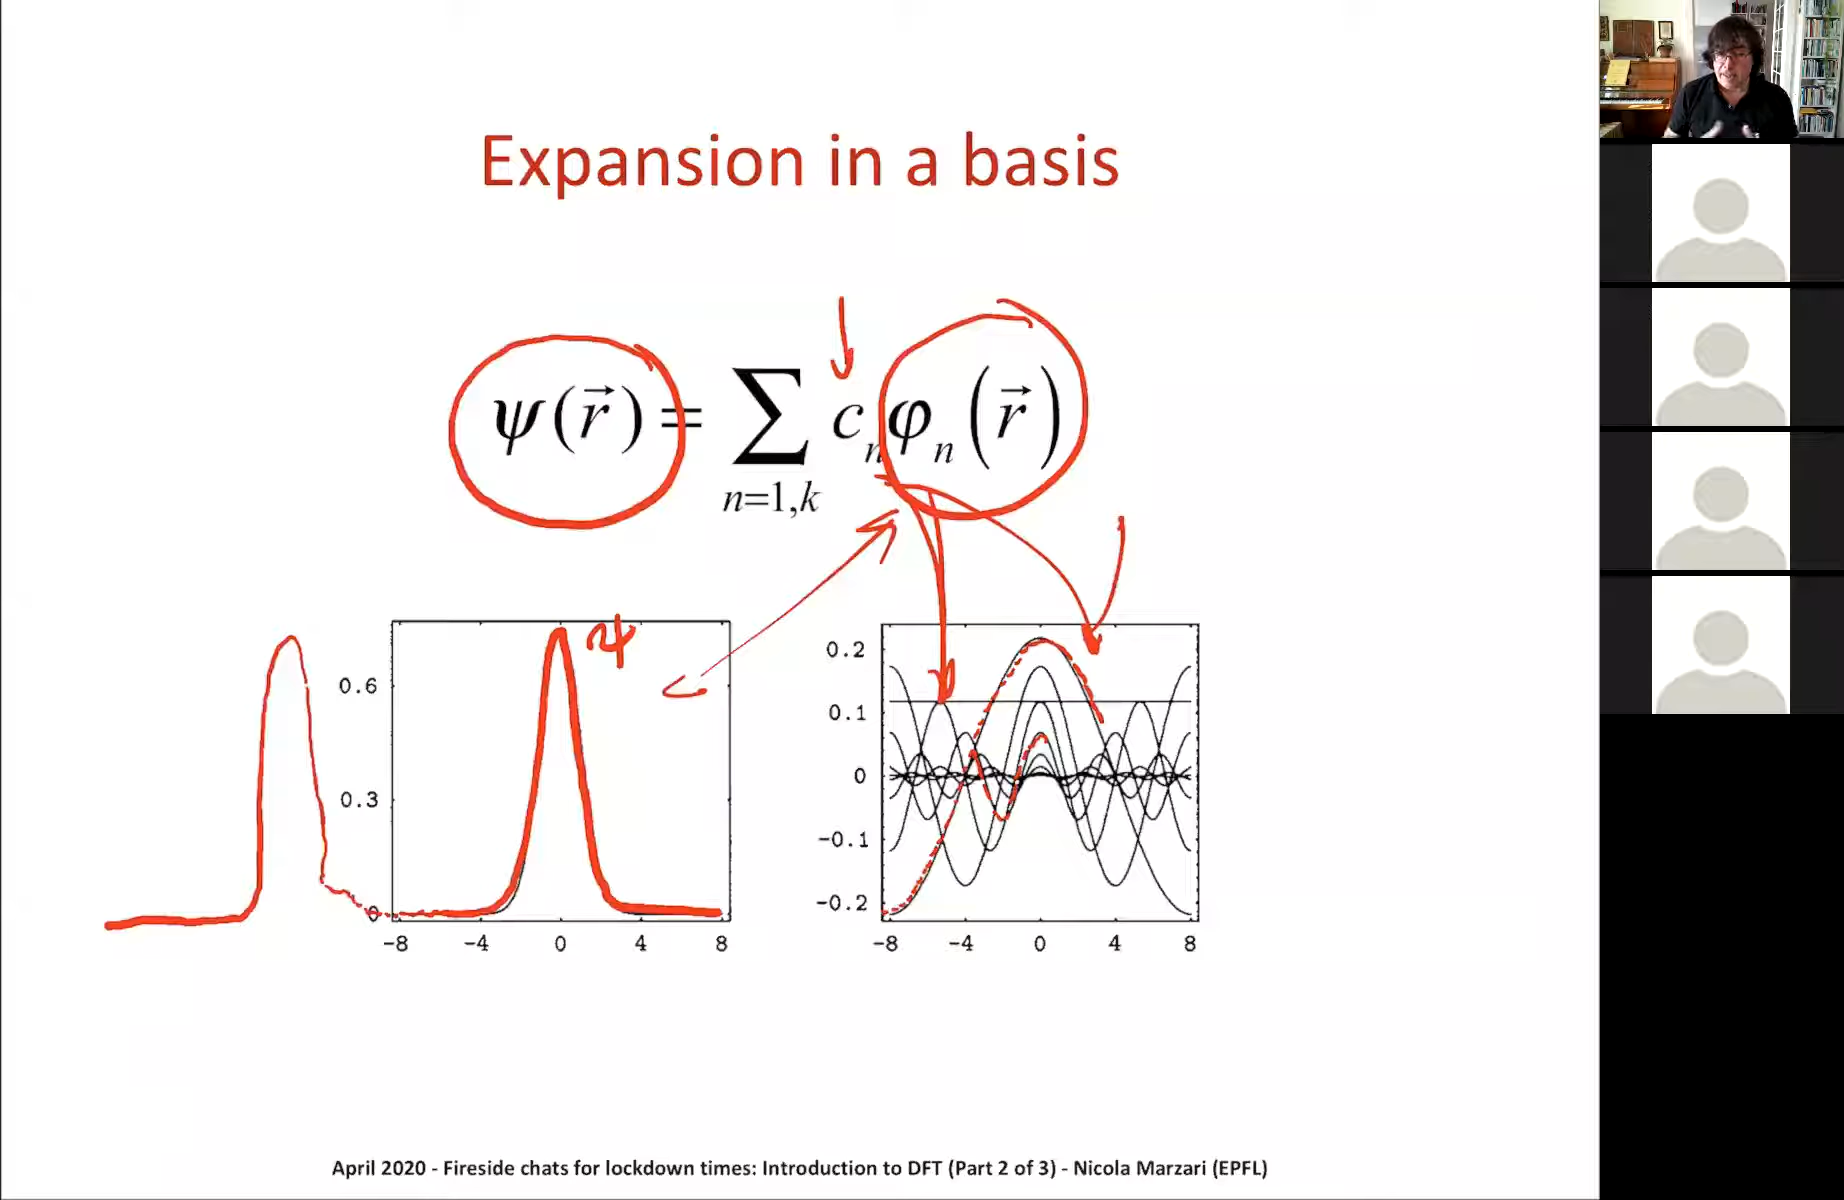 Expansion in a basis
ψ(r⃗) = ∑ cₙ φₙ(r⃗)
n=1,k
ψ
0.6
0.3
0
-8 -4 0 4 8
0.2
0.1
0
-0.1
-0.2
-8 -4 0 4 8
April 2020 - Fireside chats for lockdown times: Introduction to DFT (Part 2 of 3) - Nicola Marzari (EPFL)